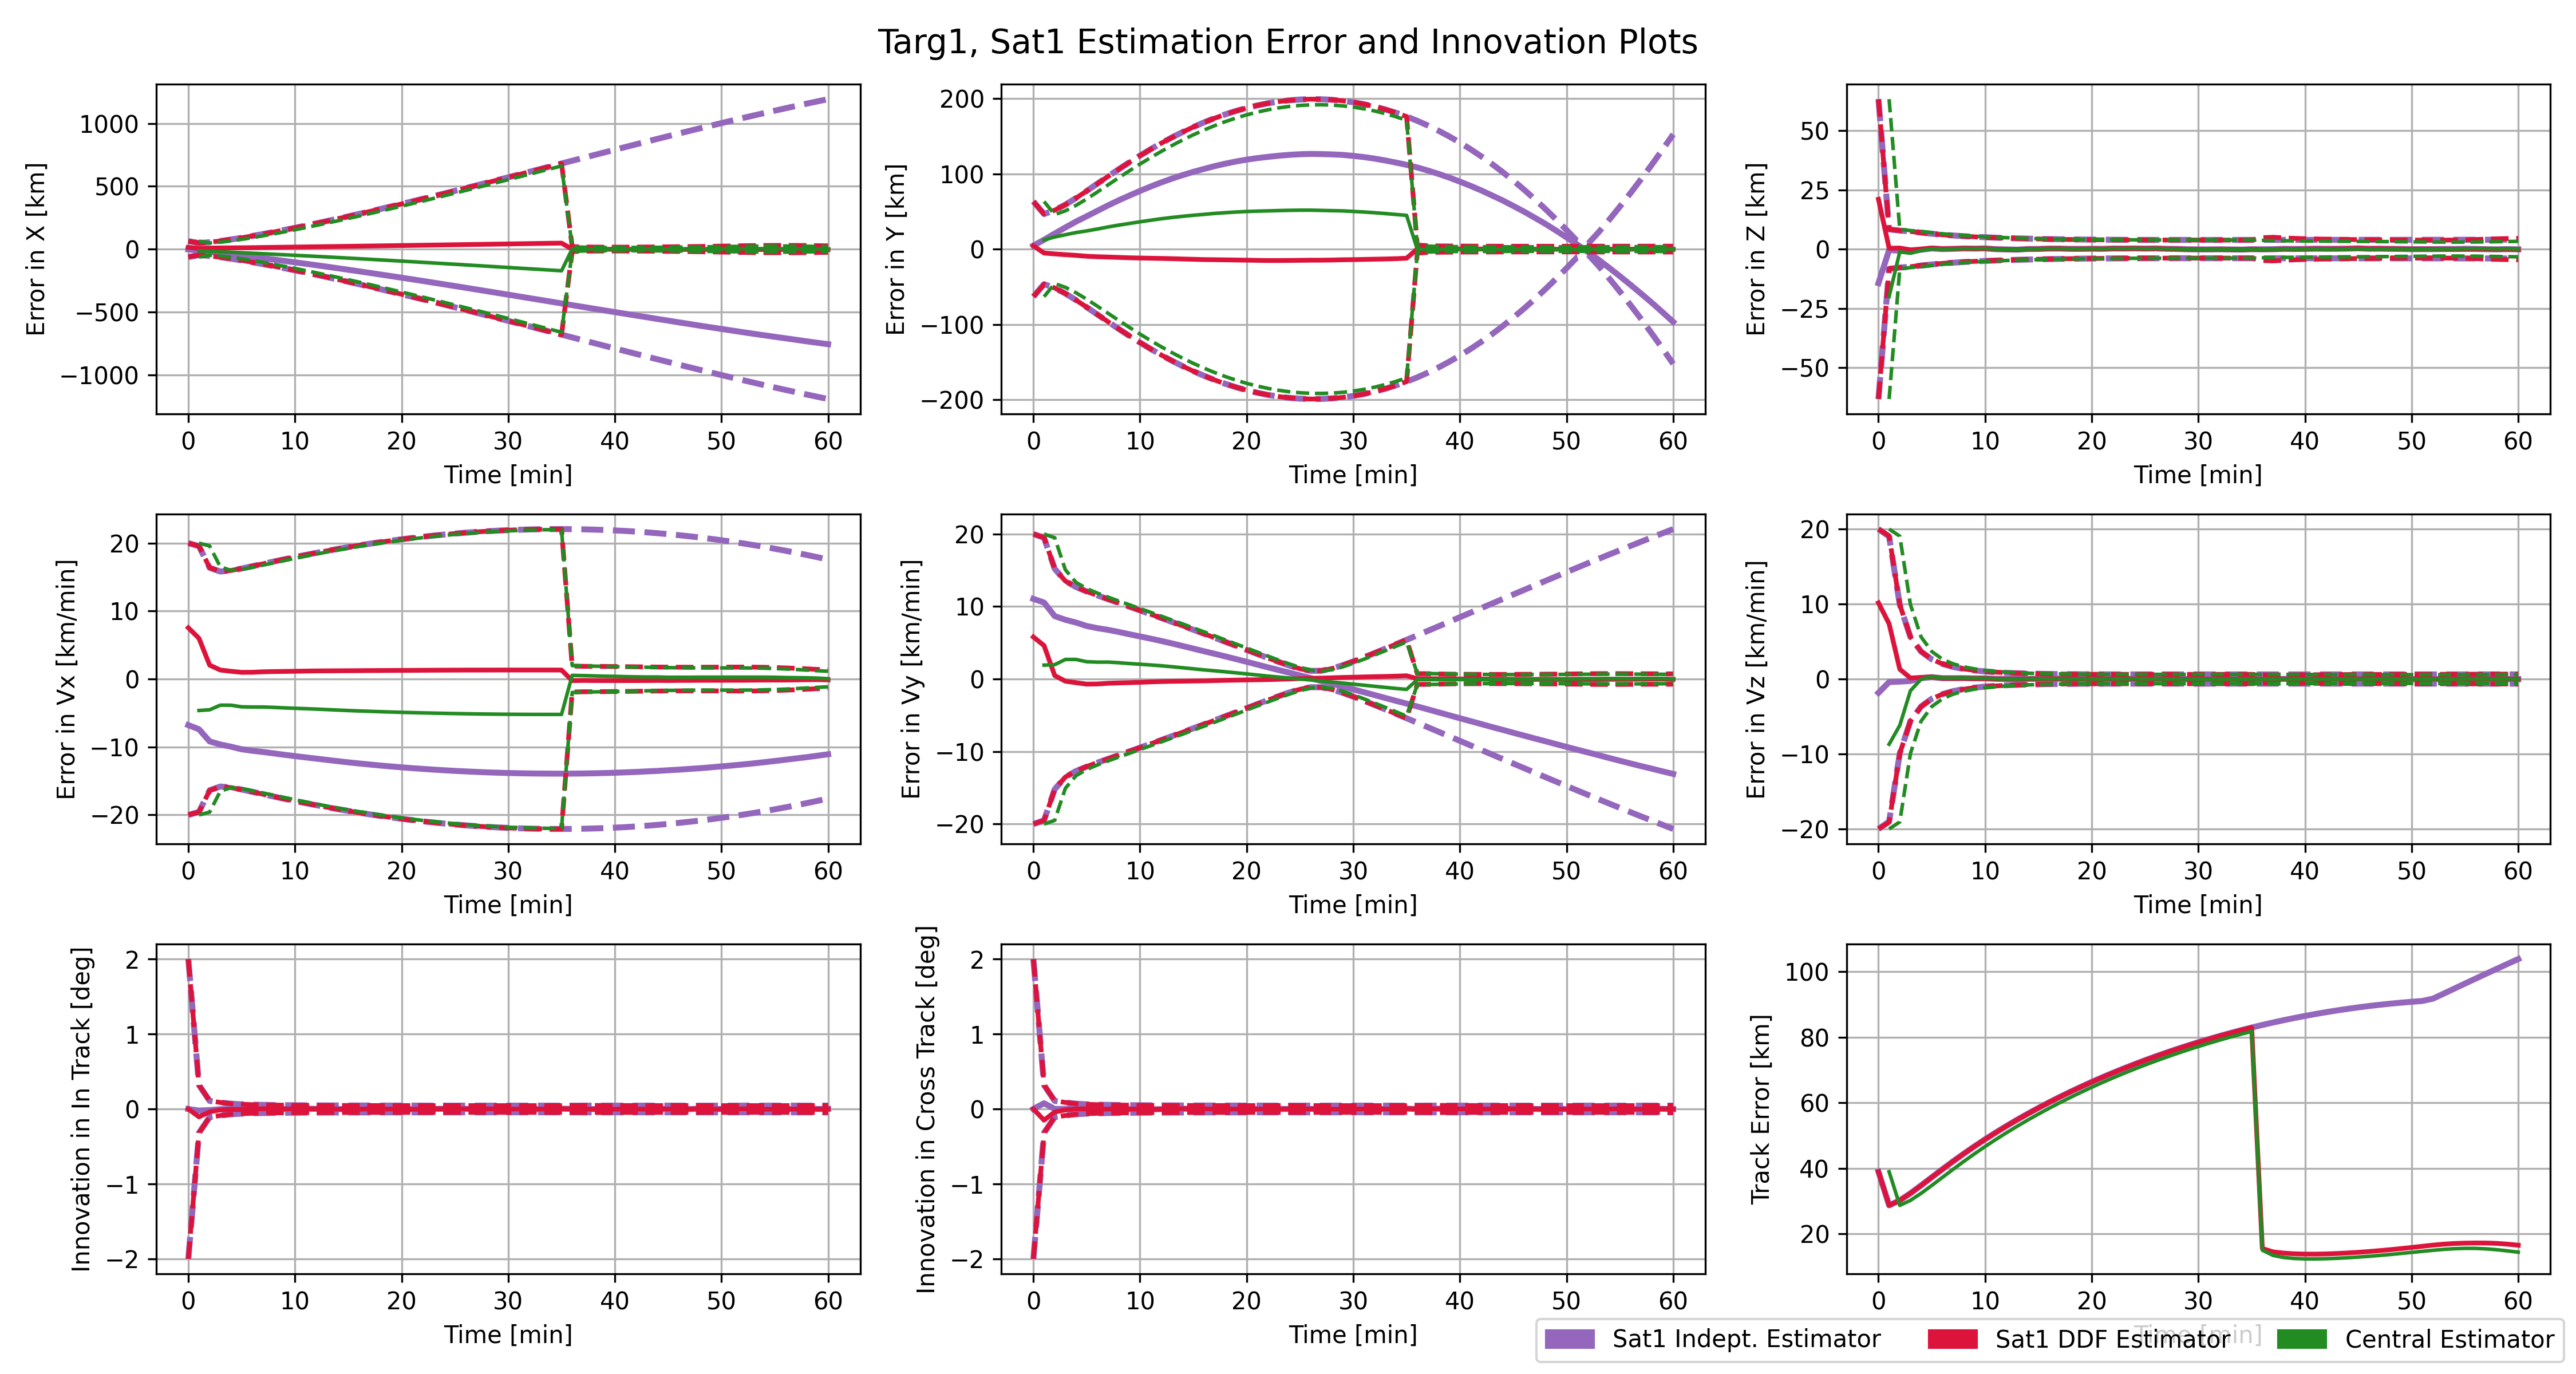 Targ1, Sat1 Estimation Error and Innovation Plots
Error in X [km]
1000
500
0
−500
−1000
0 10 20 30 40 50 60
Time [min]
Error in Y [km]
200
100
0
−100
−200
0 10 20 30 40 50 60
Time [min]
Error in Z [km]
50
25
0
−25
−50
0 10 20 30 40 50 60
Time [min]
Error in Vx [km/min]
20
10
0
−10
−20
0 10 20 30 40 50 60
Time [min]
Error in Vy [km/min]
20
10
0
−10
−20
0 10 20 30 40 50 60
Time [min]
Error in Vz [km/min]
20
10
0
−10
−20
0 10 20 30 40 50 60
Time [min]
Innovation in In Track [deg]
2
1
0
−1
−2
0 10 20 30 40 50 60
Time [min]
Innovation in Cross Track [deg]
2
1
0
−1
−2
0 10 20 30 40 50 60
Time [min]
Track Error [km]
100
80
60
40
20
0 10 20 30 40 50 60
Time [min]
Sat1 Indept. Estimator Sat1 DDF Estimator Central Estimator